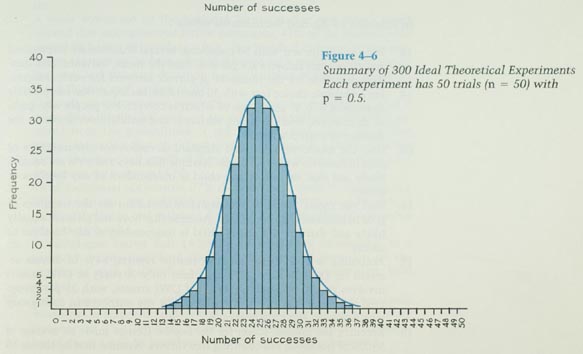 Number of successes
Figure 4–6
Summary of 300 Ideal Theoretical Experiments
Each experiment has 50 trials (n = 50) with
p = 0.5.
40
35
30
25
20
15
10
5
4
3
2
1
Frequency
0 1 2 3 4 5 6 7 8 9 10 11 12 13 14 15 16 17 18 19 20 21 22 23 24 25 26 27 28 29 30 31 32 33 34 35 36 37 38 39 40 41 42 43 44 45 46 47 48 49 50
Number of successes